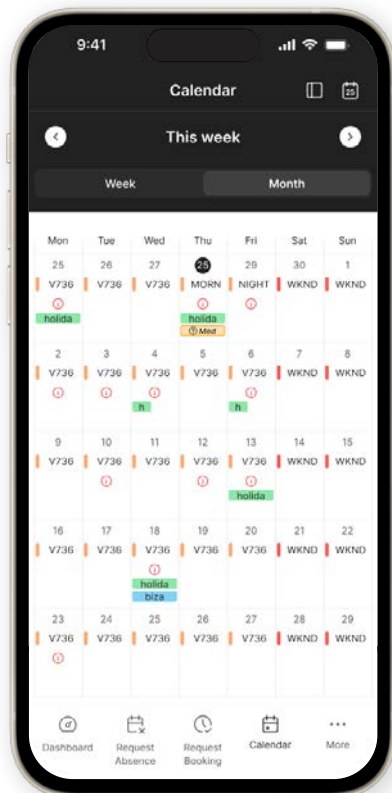 9:41
Calendar
25
This week
Week Month
Mon Tue Wed Thu Fri Sat Sun
25 26 27 25 29 30 1
V736 V736 V736 MORN NIGHT WKND WKND
holida holida
Med
2 3 4 5 6 7 8
V736 V736 V736 V736 V736 WKND WKND
h h
9 10 11 12 13 14 15
V736 V736 V736 V736 V736 WKND WKND
holida
16 17 18 19 20 21 22
V736 V736 V736 V736 V736 WKND WKND
holida
biza
23 24 25 26 27 28 29
V736 V736 V736 V736 V736 WKND WKND
Dashboard Request Absence Request Booking Calendar More